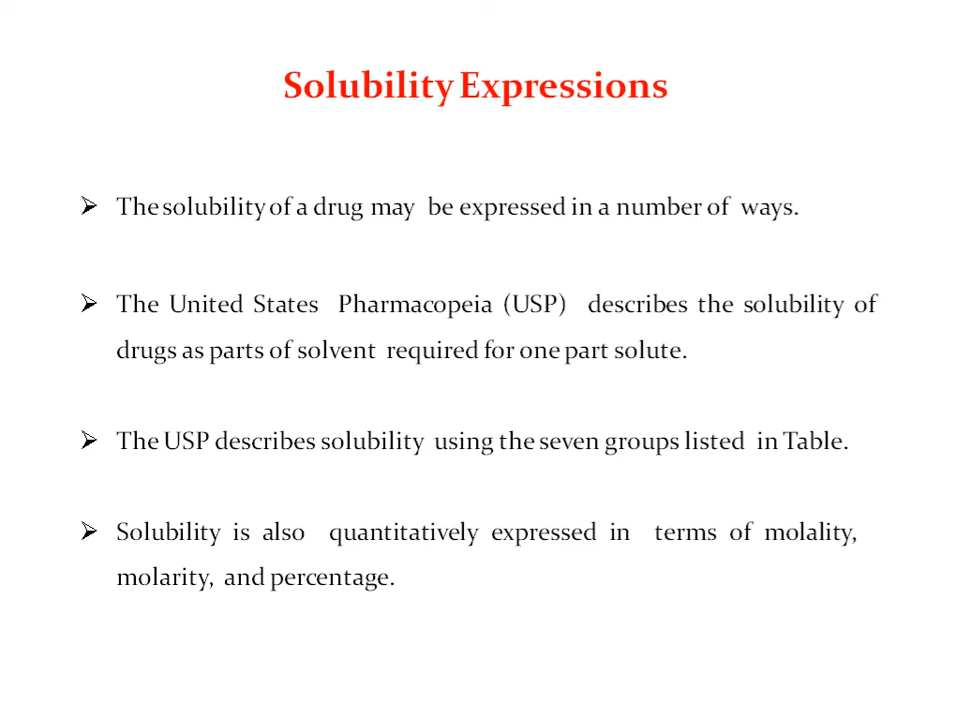 Solubility Expressions
➢ The solubility of a drug may be expressed in a number of ways.
➢ The United States Pharmacopeia (USP) describes the solubility of
drugs as parts of solvent required for one part solute.
➢ The USP describes solubility using the seven groups listed in Table.
➢ Solubility is also quantitatively expressed in terms of molality,
molarity, and percentage.